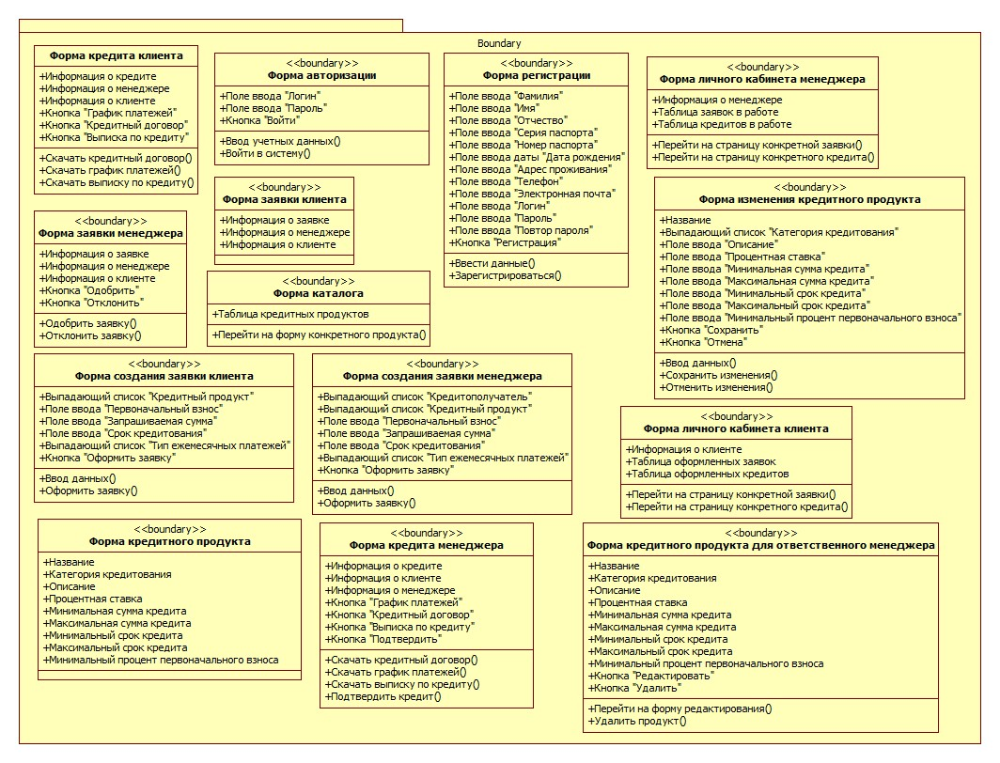 Boundary
Форма кредита клиента
+Информация о кредите
+Информация о менеджере
+Информация о клиенте
+Кнопка "График платежей"
+Кнопка "Кредитный договор"
+Кнопка "Выписка по кредиту"
+Скачать кредитный договор()
+Скачать график платежей()
+Скачать выписку по кредиту()
<<boundary>>
Форма авторизации
+Поле ввода "Логин"
+Поле ввода "Пароль"
+Кнопка "Войти"
+Ввод учетных данных()
+Войти в систему()
<<boundary>>
Форма регистрации
+Поле ввода "Фамилия"
+Поле ввода "Имя"
+Поле ввода "Отчество"
+Поле ввода "Серия паспорта"
+Поле ввода "Номер паспорта"
+Поле ввода даты "Дата рождения"
+Поле ввода "Адрес проживания"
+Поле ввода "Телефон"
+Поле ввода "Электронная почта"
+Поле ввода "Логин"
+Поле ввода "Пароль"
+Поле ввода "Повтор пароля"
+Кнопка "Регистрация"
+Ввести данные()
+Зарегистрироваться()
<<boundary>>
Форма личного кабинета менеджера
+Информация о менеджере
+Таблица заявок в работе
+Таблица кредитов в работе
+Перейти на страницу конкретной заявки()
+Перейти на страницу конкретного кредита()
<<boundary>>
Форма заявки клиента
+Информация о заявке
+Информация о менеджере
+Информация о клиенте
<<boundary>>
Форма изменения кредитного продукта
+Название
+Выпадающий список "Категория кредитования"
+Поле ввода "Описание"
+Поле ввода "Процентная ставка"
+Поле ввода "Минимальная сумма кредита"
+Поле ввода "Максимальная сумма кредита"
+Поле ввода "Минимальный срок кредита"
+Поле ввода "Максимальный срок кредита"
+Поле ввода "Минимальный процент первоначального взноса"
+Кнопка "Сохранить"
+Кнопка "Отмена"
+Ввод данных()
+Сохранить изменения()
+Отменить изменения()
<<boundary>>
Форма заявки менеджера
+Информация о заявке
+Информация о менеджере
+Информация о клиенте
+Кнопка "Одобрить"
+Кнопка "Отклонить"
+Одобрить заявку()
+Отклонить заявку()
<<boundary>>
Форма каталога
+Таблица кредитных продуктов
+Перейти на форму конкретного продукта()
<<boundary>>
Форма создания заявки клиента
+Выпадающий список "Кредитный продукт"
+Поле ввода "Первоначальный взнос"
+Поле ввода "Запрашиваемая сумма"
+Поле ввода "Срок кредитования"
+Выпадающий список "Тип ежемесячных платежей"
+Кнопка "Оформить заявку"
+Ввод данных()
+Оформить заявку()
<<boundary>>
Форма создания заявки менеджера
+Выпадающий список "Кредитополучатель"
+Выпадающий список "Кредитный продукт"
+Поле ввода "Первоначальный взнос"
+Поле ввода "Запрашиваемая сумма"
+Поле ввода "Срок кредитования"
+Выпадающий список "Тип ежемесячных платежей"
+Кнопка "Оформить заявку"
+Ввод данных()
+Оформить заявку()
<<boundary>>
Форма личного кабинета клиента
+Информация о клиенте
+Таблица оформленных заявок
+Таблица оформленных кредитов
+Перейти на страницу конкретной заявки()
+Перейти на страницу конкретного кредита()
<<boundary>>
Форма кредитного продукта
+Название
+Категория кредитования
+Описание
+Процентная ставка
+Минимальная сумма кредита
+Максимальная сумма кредита
+Минимальный срок кредита
+Максимальный срок кредита
+Минимальный процент первоначального взноса
<<boundary>>
Форма кредита менеджера
+Информация о кредите
+Информация о клиенте
+Информация о менеджере
+Кнопка "График платежей"
+Кнопка "Кредитный договор"
+Кнопка "Выписка по кредиту"
+Кнопка "Подтвердить"
+Скачать кредитный договор()
+Скачать график платежей()
+Скачать выписку по кредиту()
+Подтвердить кредит()
<<boundary>>
Форма кредитного продукта для ответственного менеджера
+Название
+Категория кредитования
+Описание
+Процентная ставка
+Минимальная сумма кредита
+Максимальная сумма кредита
+Минимальный срок кредита
+Максимальный срок кредита
+Минимальный процент первоначального взноса
+Кнопка "Редактировать"
+Кнопка "Удалить"
+Перейти на форму редактирования()
+Удалить продукт()